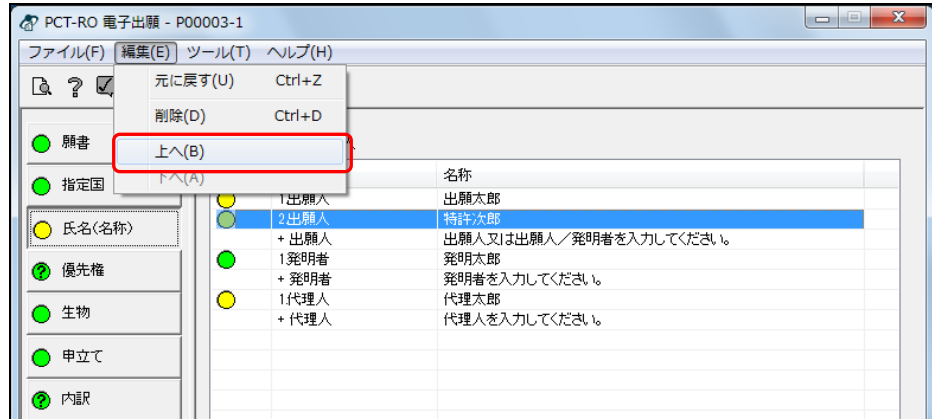 PCT-RO 電子出願 - P00003-1
ファイル(F) 編集(E) ツール(T) ヘルプ(H)
元に戻す(U) Ctrl+Z
削除(D) Ctrl+D
上へ(B)
下へ(A)
願書
指定国
氏名(名称)
優先権
生物
申立て
内訳
名称
1出願人 出願太郎
2出願人 特許次郎
+ 出願人 出願人又は出願人／発明者を入力してください。
1発明者 発明太郎
+ 発明者 発明者を入力してください。
1代理人 代理太郎
+ 代理人 代理人を入力してください。